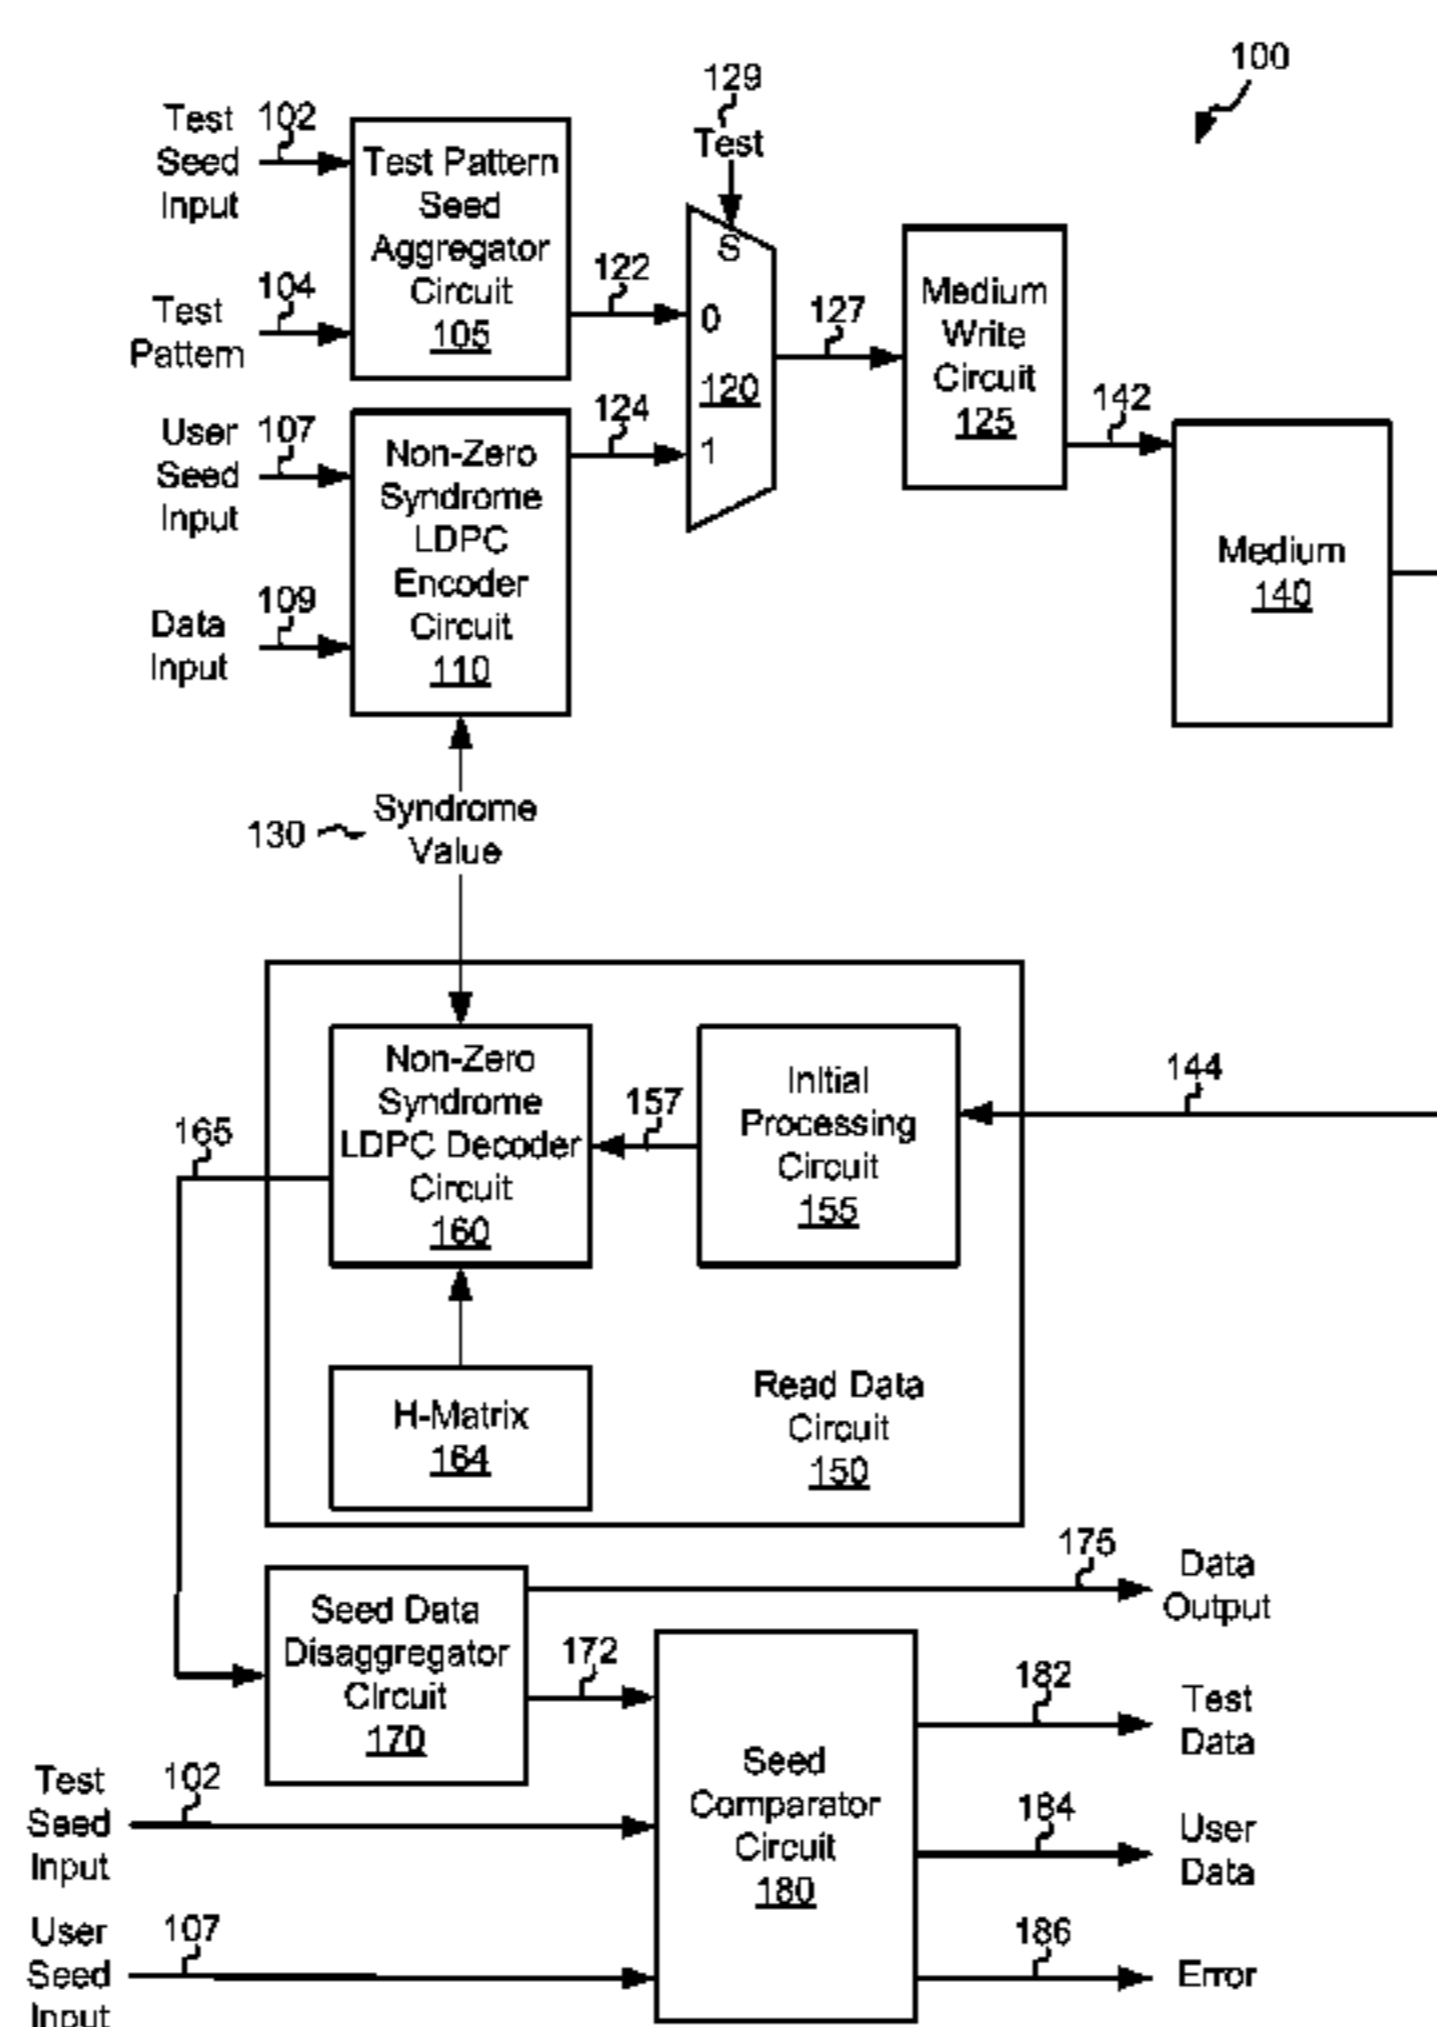 100
129
Test
S
0
120
1
Test
Seed
Input
102
Test
Pattern
104
Test Pattern
Seed
Aggregator
Circuit
105
122
User
Seed
Input
107
Data
Input
109
Non-Zero
Syndrome
LDPC
Encoder
Circuit
110
124
127
Medium
Write
Circuit
125
142
Medium
140
130
Syndrome
Value
Non-Zero
Syndrome
LDPC Decoder
Circuit
160
157
Initial
Processing
Circuit
155
144
165
H-Matrix
164
Read Data
Circuit
150
Seed Data
Disaggregator
Circuit
170
175
Data
Output
172
Test
Seed
Input
102
User
Seed
Input
107
Seed
Comparator
Circuit
180
182
Test
Data
184
User
Data
186
Error